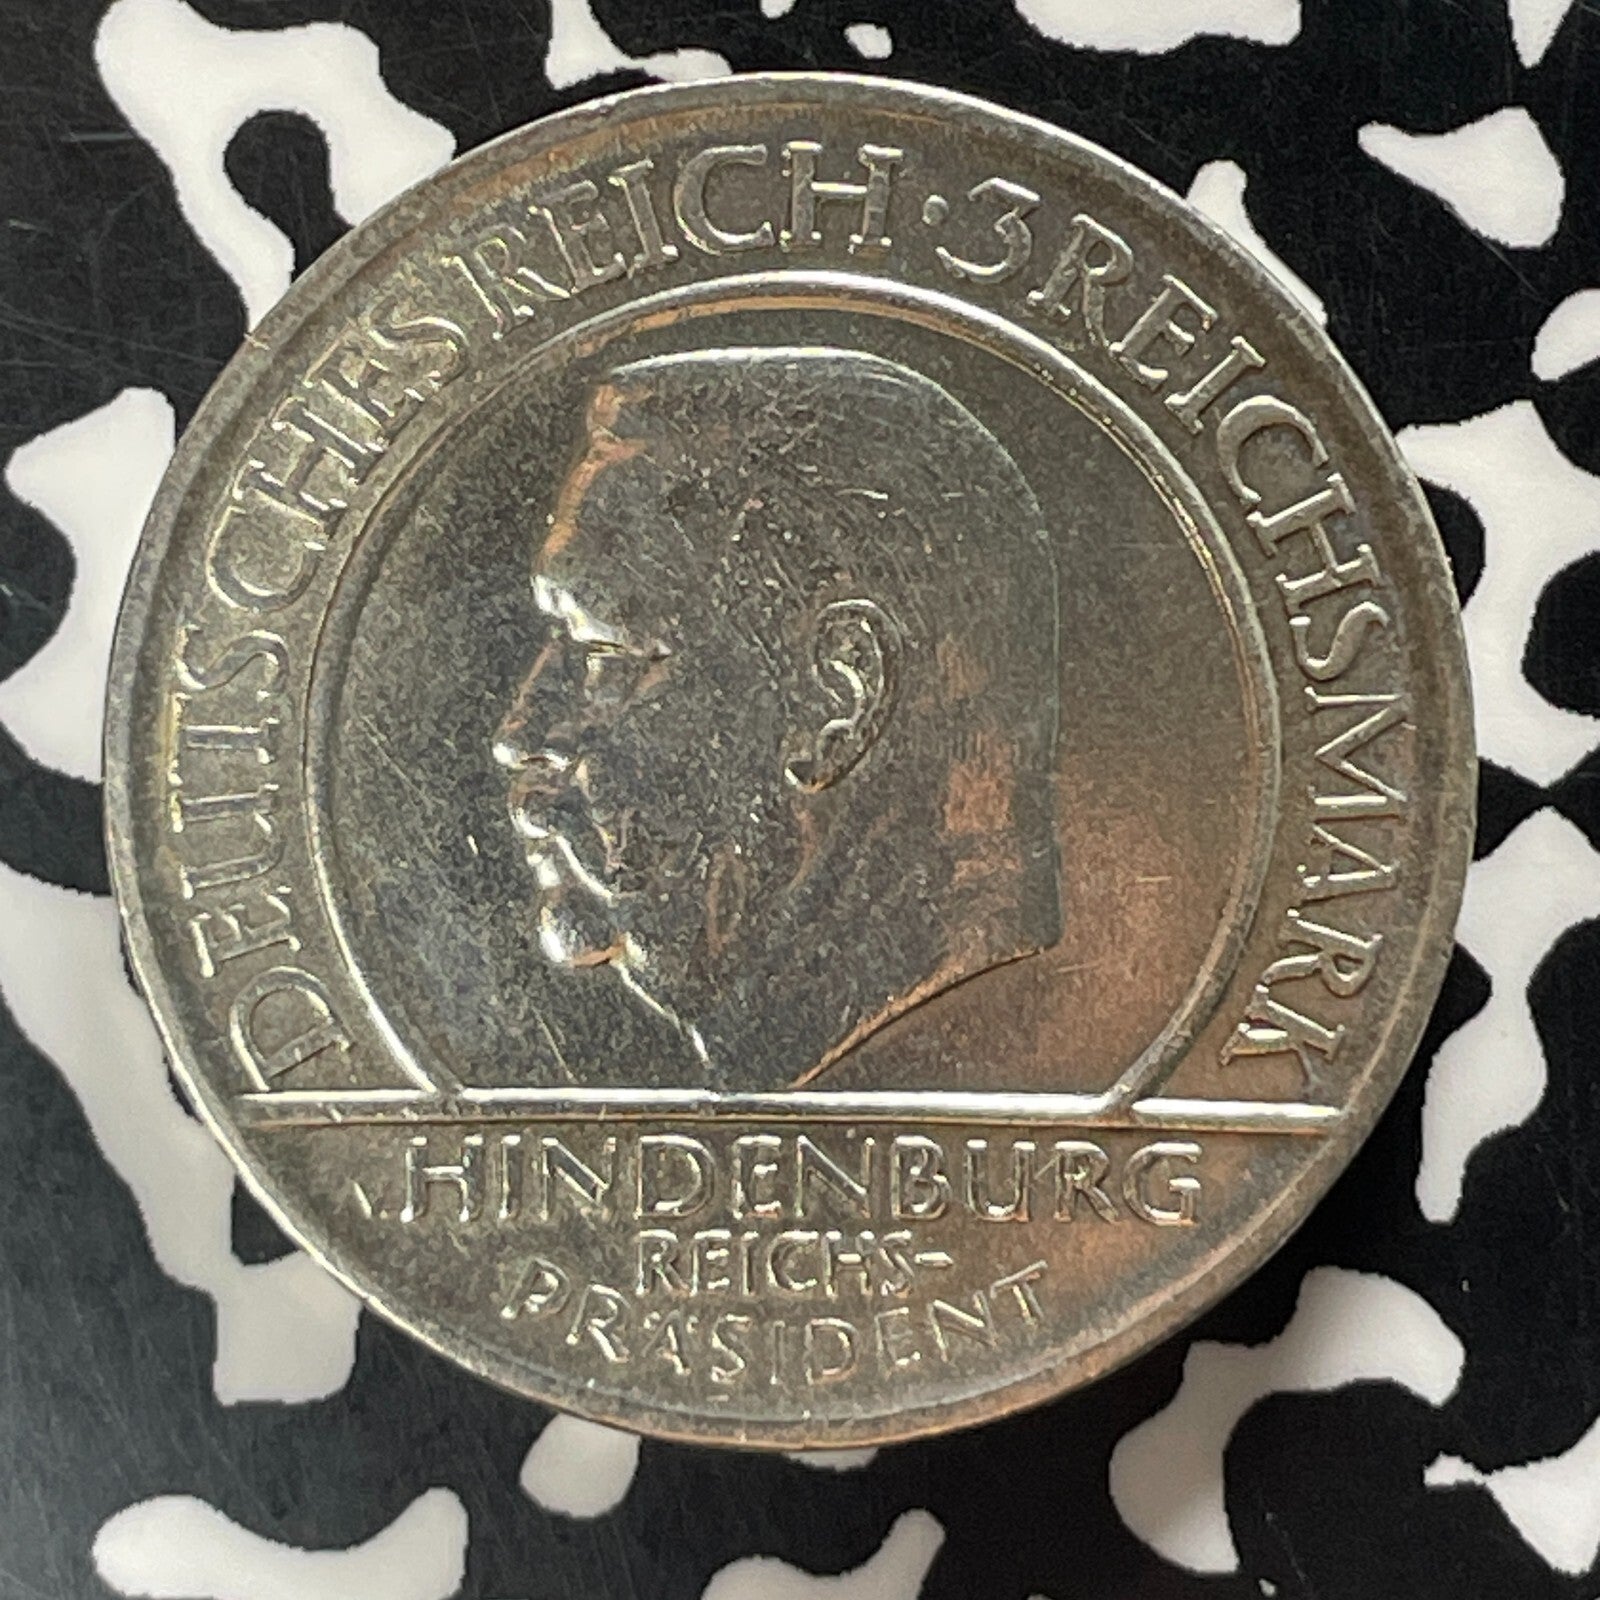 DEUTSCHES REICH · 3 REICHSMARK
HINDENBURG
REICHS-
PRÄSIDENT